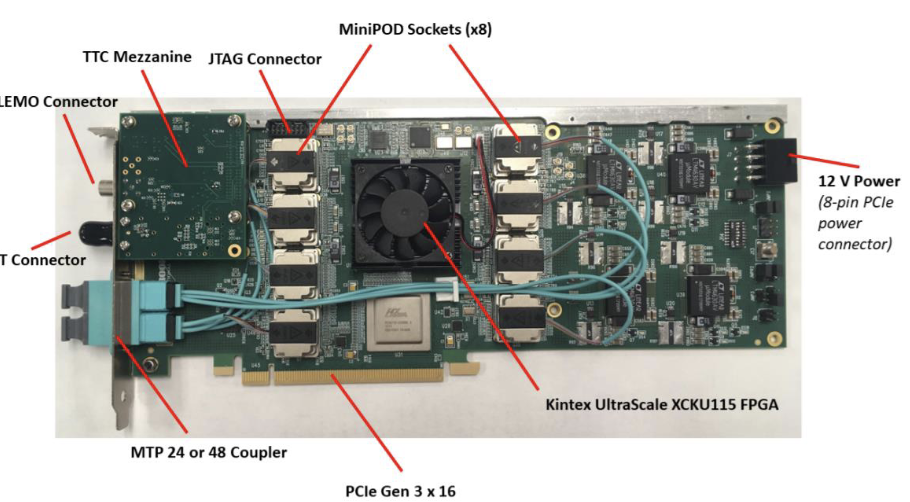 MiniPOD Sockets (x8)
TTC Mezzanine
JTAG Connector
LEMO Connector
12 V Power
(8-pin PCIe
power
connector)
T Connector
Kintex UltraScale XCKU115 FPGA
MTP 24 or 48 Coupler
PCIe Gen 3 x 16